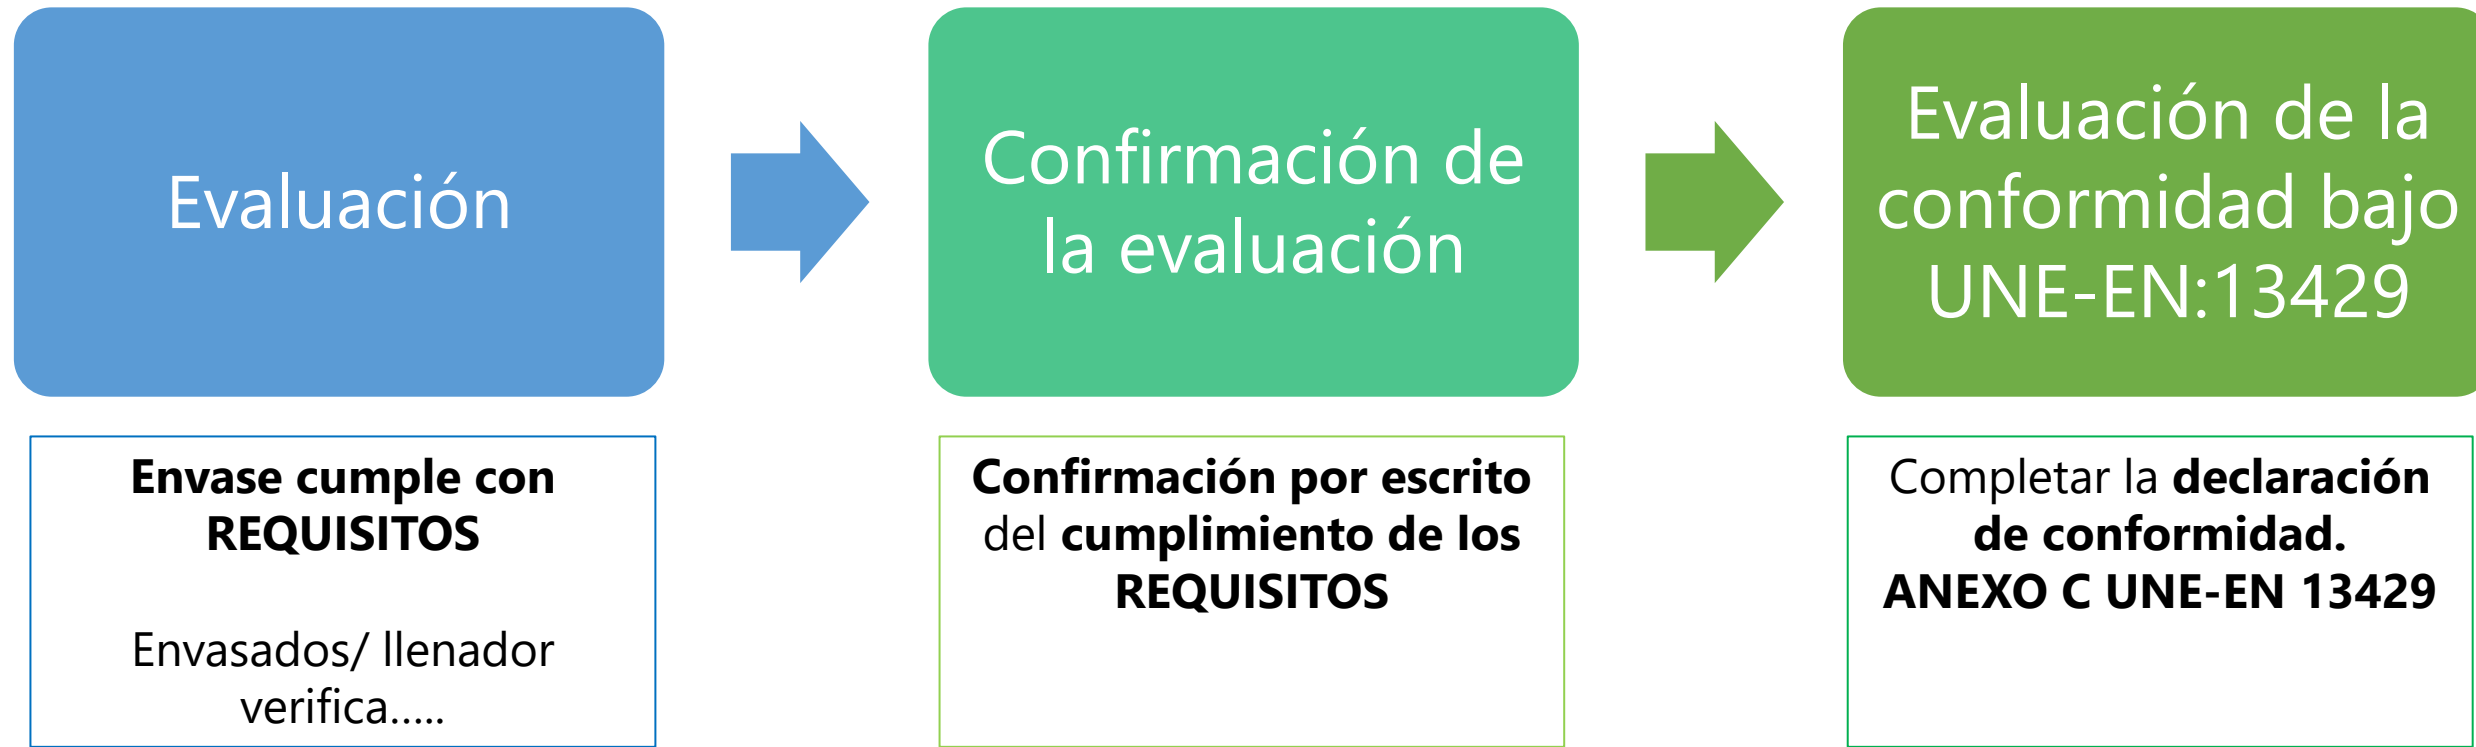 Evaluación
Confirmación de
la evaluación
Evaluación de la
conformidad bajo
UNE-EN:13429
Envase cumple con
REQUISITOS
Envasados/ llenador
verifica.....
Confirmación por escrito
del cumplimiento de los
REQUISITOS
Completar la declaración
de conformidad.
ANEXO C UNE-EN 13429